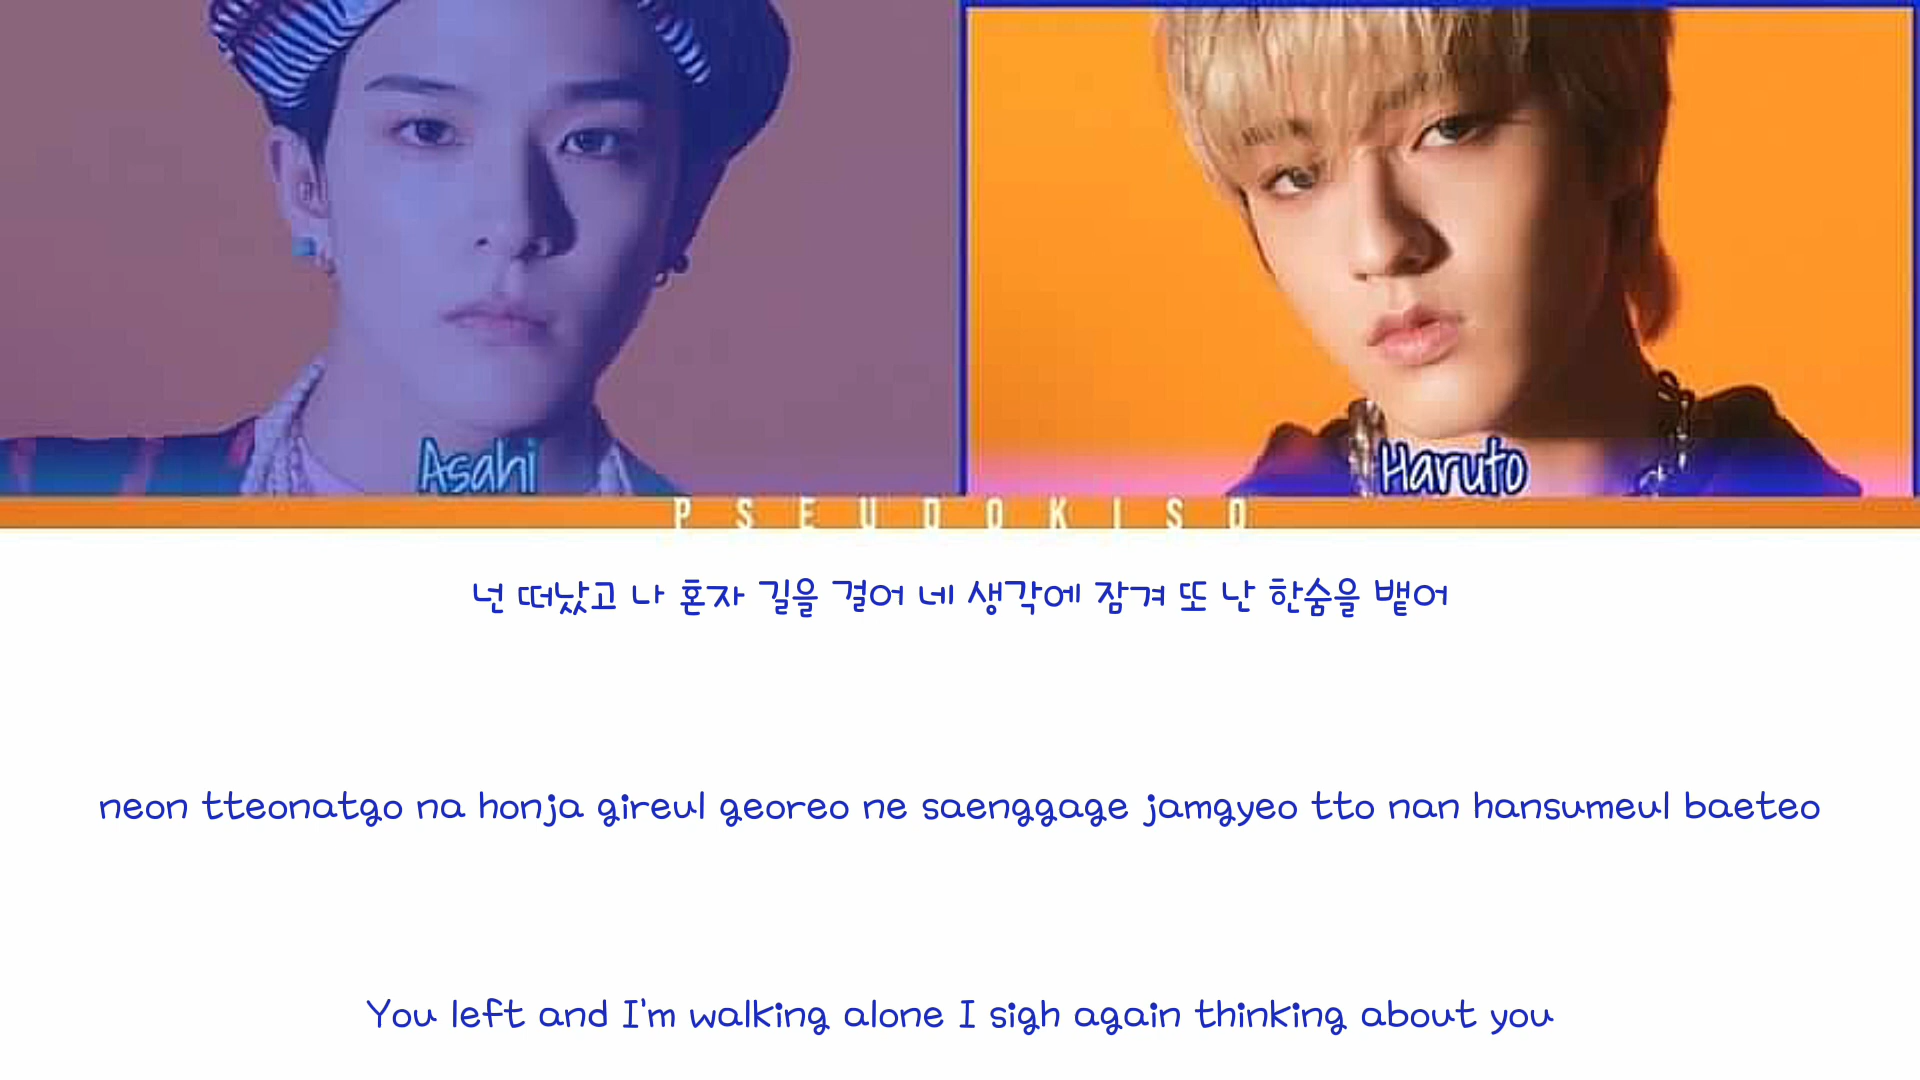 Asahi
Haruto
PSEUDOKISO
넌 떠났고 나 혼자 길을 걸어 네 생각에 잠겨 또 난 한숨을 뱉어
neon tteonatgo na honja gireul georeo ne saenggage jamgyeo tto nan hansumeul baeteo
You left and I'm walking alone I sigh again thinking about you